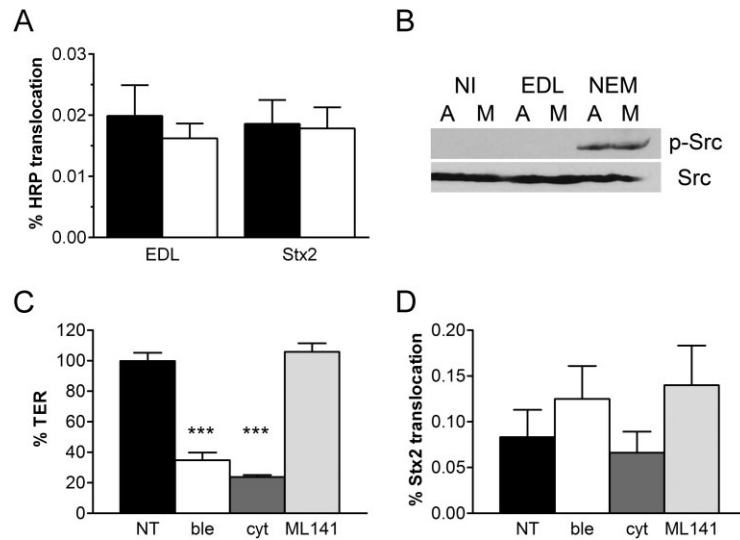 A
% HRP translocation
0.03
0.02
0.01
0.00
EDL
Stx2
B
NI EDL NEM
A M A M A M
p-Src
Src
C
% TER
120
100
80
60
40
20
0
*** ***
NT ble cyt ML141
D
% Stx2 translocation
0.20
0.15
0.10
0.05
0.00
NT ble cyt ML141